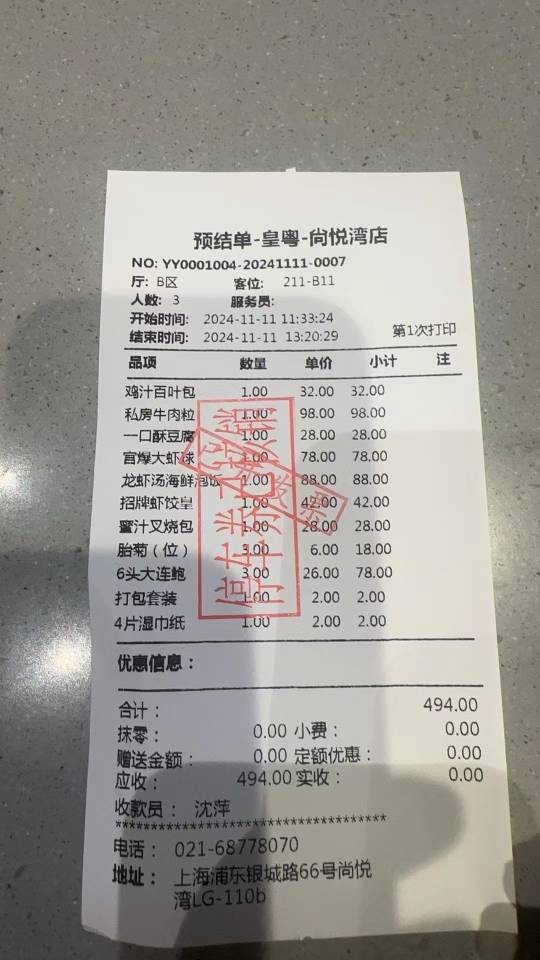 预结单-皇粤-尚悦湾店
NO: YY0001004-20241111-0007
厅: B区 客位: 211-B11
人数: 3 服务员:
开始时间: 2024-11-11 11:33:24
结束时间: 2024-11-11 13:20:29 第1次打印
品项 数量 单价 小计 注
鸡汁百叶包 1.00 32.00 32.00
私房牛肉粒 1.00 98.00 98.00
一口酥豆腐 1.00 28.00 28.00
宫爆大虾球 1.00 78.00 78.00
龙虾汤海鲜泡饭 1.00 88.00 88.00
招牌虾饺皇 1.00 42.00 42.00
蜜汁叉烧包 1.00 28.00 28.00
胎菊（位） 3.00 6.00 18.00
6头大连鲍 3.00 26.00 78.00
打包套装 1.00 2.00 2.00
4片湿巾纸 1.00 2.00 2.00
优惠信息：
合计： 494.00
抹零： 0.00 小费： 0.00
赠送金额： 0.00 定额优惠： 0.00
应收： 494.00 实收： 0.00
收款员： 沈萍
************************************
电话： 021-68778070
地址： 上海浦东银城路66号尚悦
湾LG-110b
停车券
已 发票